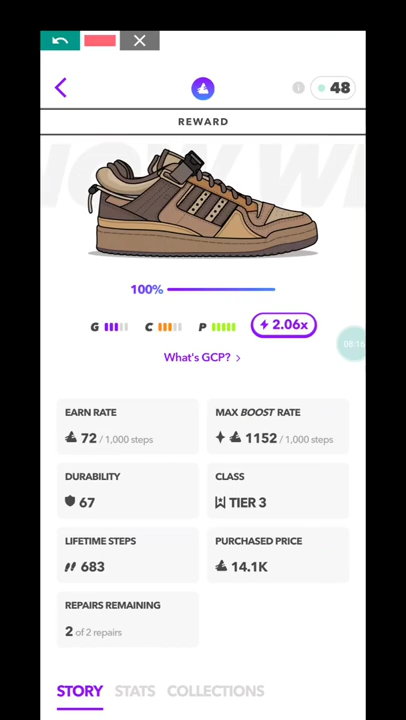 48
REWARD
100%
G C P 2.06x
What's GCP? >
EARN RATE
72 / 1,000 steps
MAX BOOST RATE
1152 / 1,000 steps
DURABILITY
67
CLASS
TIER 3
LIFETIME STEPS
683
PURCHASED PRICE
14.1K
REPAIRS REMAINING
2 of 2 repairs
08:16
STORY STATS COLLECTIONS